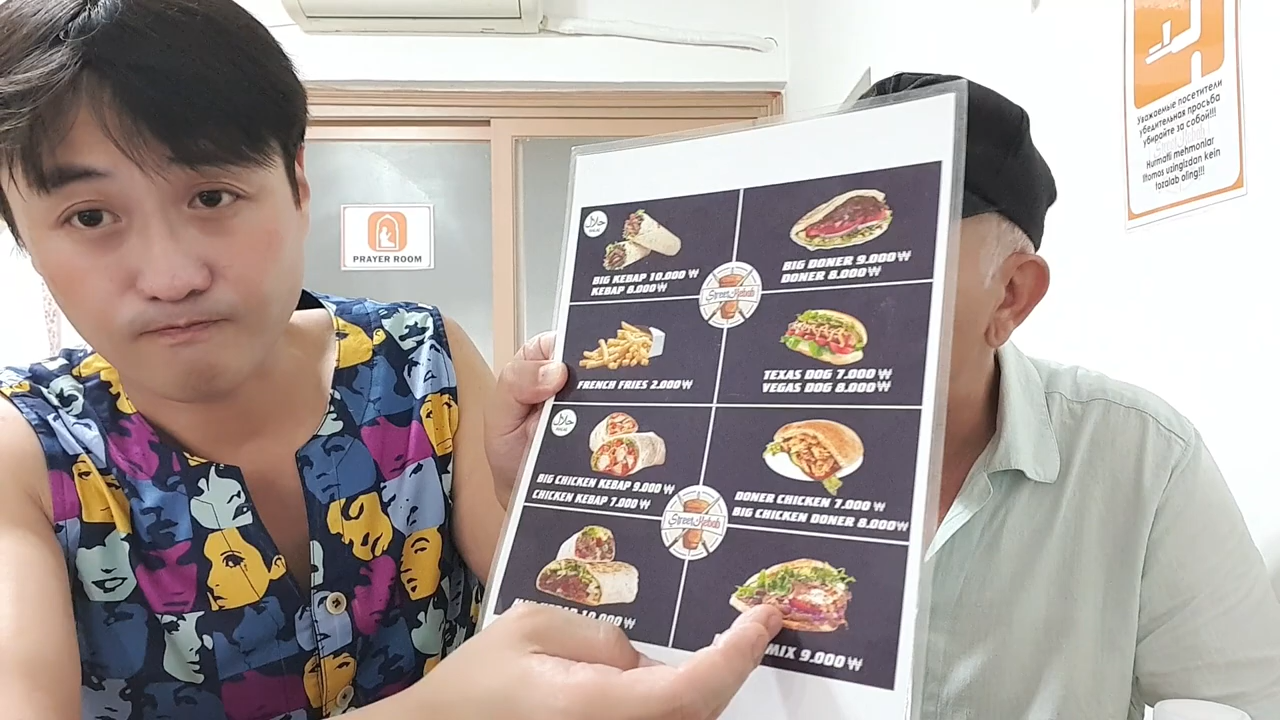 PRAYER ROOM
حلال
HALAL
BIG KEBAP 10.000 ₩
KEBAP 8.000 ₩
BIG DONER 9.000 ₩
DONER 8.000 ₩
Street Kebab
FRENCH FRIES 2.000 ₩
TEXAS DOG 7.000 ₩
VEGAS DOG 8.000 ₩
حلال
HALAL
BIG CHICKEN KEBAP 9.000 ₩
CHICKEN KEBAP 7.000 ₩
DONER CHICKEN 7.000 ₩
BIG CHICKEN DONER 8.000₩
Street Kebab
10.000 ₩
MIX 9.000 ₩
Уважаемые посетители
убедительная просьба
убирайте за собой!!!
Hurmatli mehmonlar
Iltomos uzingizdan kein
tozalab oling!!!